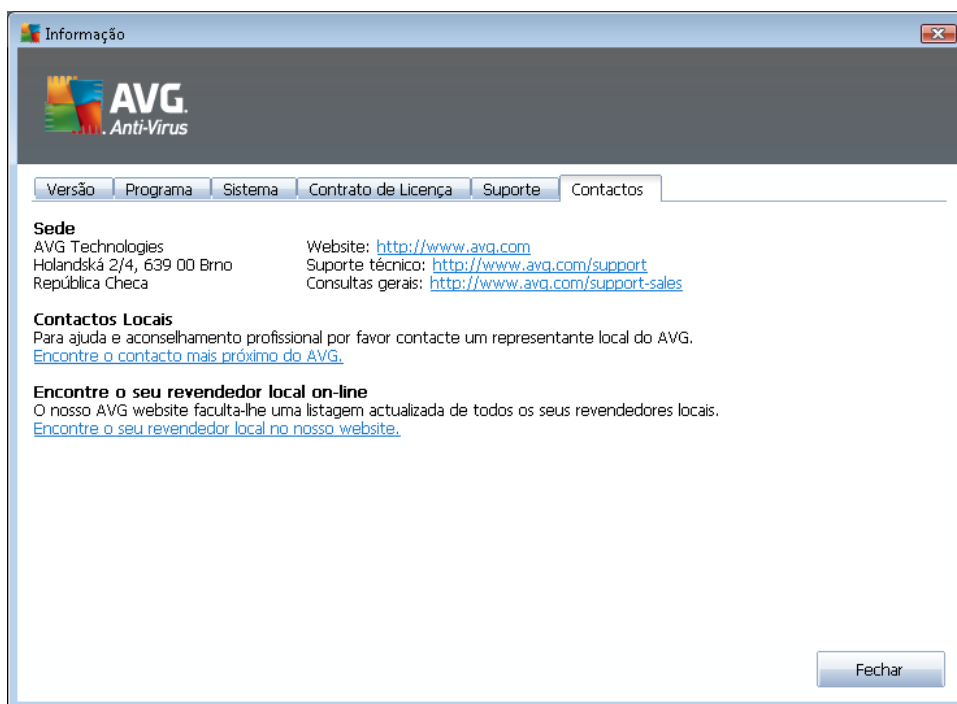 Informação
AVG.
Anti-Virus
Versão Programa Sistema Contrato de Licença Suporte Contactos
Sede
AVG Technologies Website: http://www.avg.com
Holandská 2/4, 639 00 Brno Suporte técnico: http://www.avg.com/support
República Checa Consultas gerais: http://www.avg.com/support-sales
Contactos Locais
Para ajuda e aconselhamento profissional por favor contacte um representante local do AVG.
Encontre o contacto mais próximo do AVG.
Encontre o seu revendedor local on-line
O nosso AVG website faculta-lhe uma listagem actualizada de todos os seus revendedores locais.
Encontre o seu revendedor local no nosso website.
Fechar